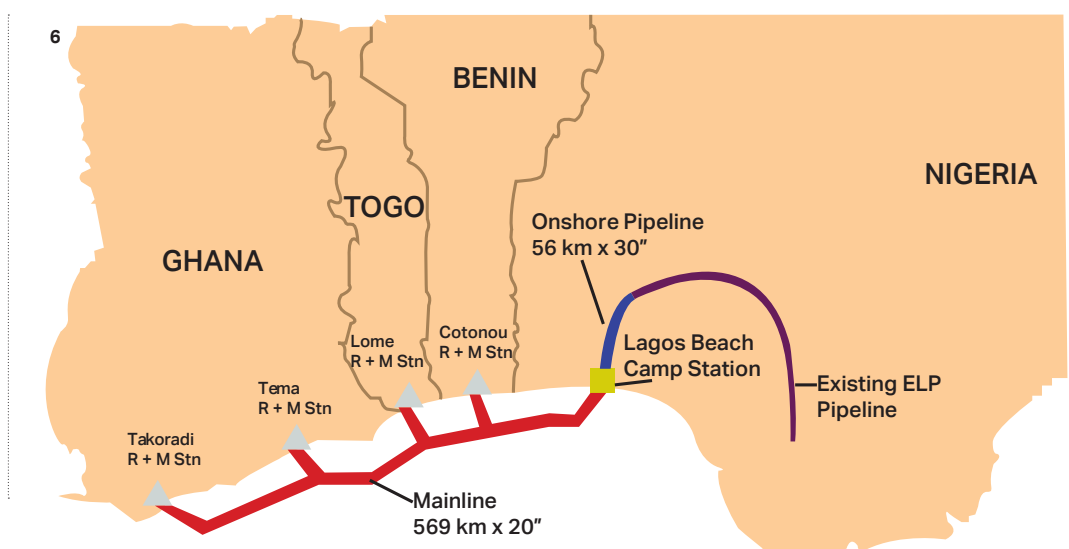 6
BENIN
NIGERIA
TOGO
Onshore Pipeline
56 km x 30”
GHANA
Lome
R + M Stn
Cotonou
R + M Stn
Lagos Beach
Camp Station
Tema
R + M Stn
Existing ELP
Pipeline
Takoradi
R + M Stn
Mainline
569 km x 20”